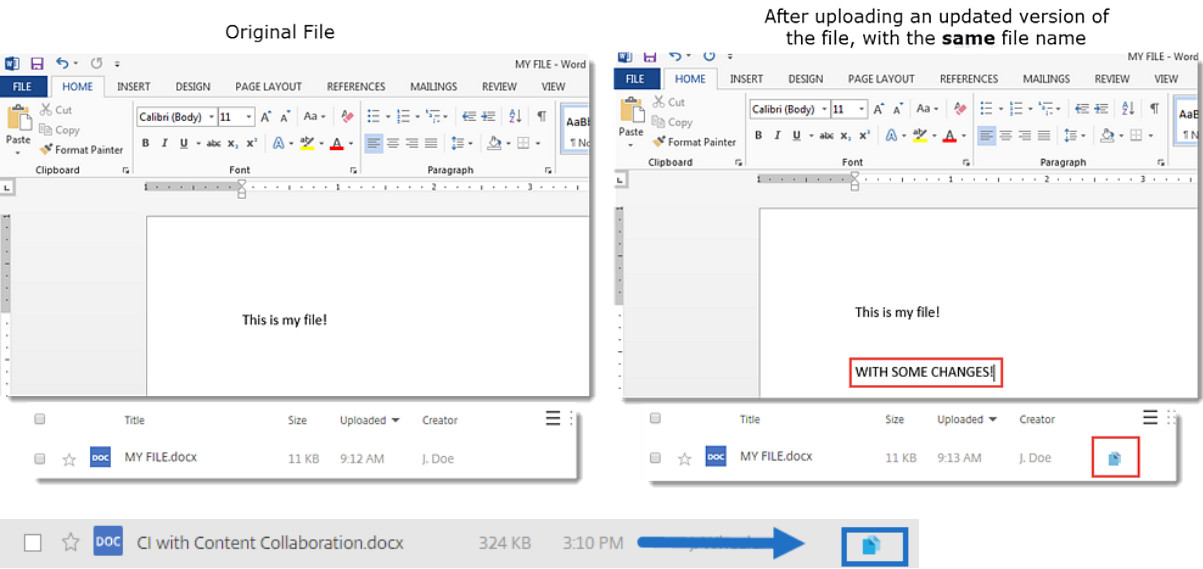 Original File
After uploading an updated version of
the file, with the same file name
MY FILE - Word
FILE HOME INSERT DESIGN PAGE LAYOUT REFERENCES MAILINGS REVIEW VIEW
Cut
Copy
Paste
Format Painter
Calibri (Body) 11
Clipboard Font Paragraph
This is my file!
Title Size Uploaded Creator
DOC MY FILE.docx 11 KB 9:12 AM J. Doe
MY FILE - Word
FILE HOME INSERT DESIGN PAGE LAYOUT REFERENCES MAILINGS REVIEW VIEW
Cut
Copy
Paste
Format Painter
Calibri (Body) 11
Clipboard Font Paragraph
This is my file!
WITH SOME CHANGES!
Title Size Uploaded Creator
DOC MY FILE.docx 11 KB 9:13 AM J. Doe
DOC CI with Content Collaboration.docx 324 KB 3:10 PM